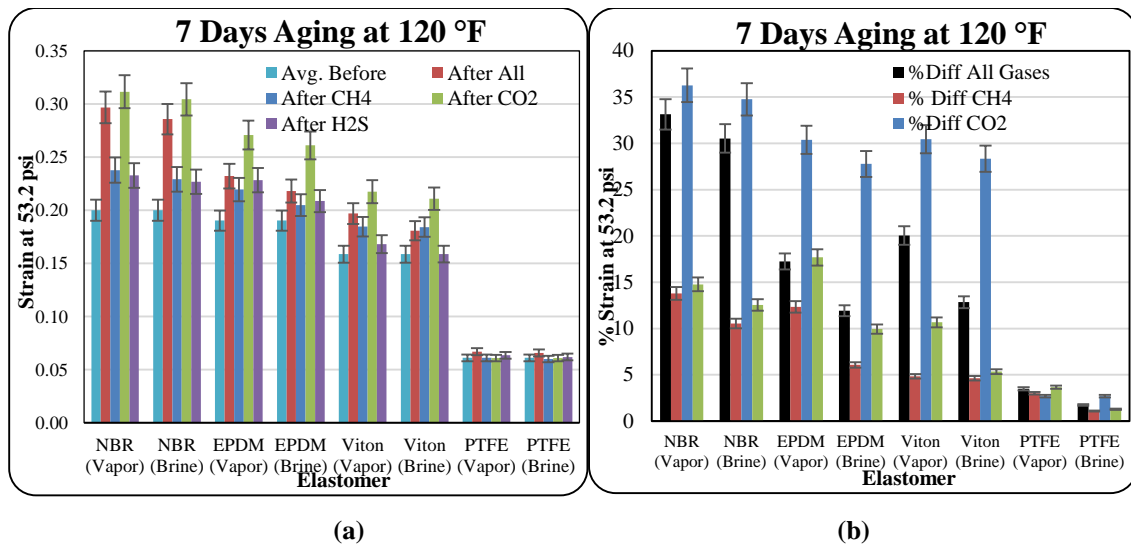 7 Days Aging at 120 °F
Avg. Before
After All
After CH4
After CO2
After H2S
Strain at 53.2 psi
0.35
0.30
0.25
0.20
0.15
0.10
0.05
0.00
NBR (Vapor)
NBR (Brine)
EPDM (Vapor)
EPDM (Brine)
Viton (Vapor)
Viton (Brine)
PTFE (Vapor)
PTFE (Brine)
Elastomer
(a)
7 Days Aging at 120 °F
%Diff All Gases
% Diff CH4
%Diff CO2
% Strain at 53.2 psi
40
35
30
25
20
15
10
5
0
NBR (Vapor)
NBR (Brine)
EPDM (Vapor)
EPDM (Brine)
Viton (Vapor)
Viton (Brine)
PTFE (Vapor)
PTFE (Brine)
Elastomer
(b)